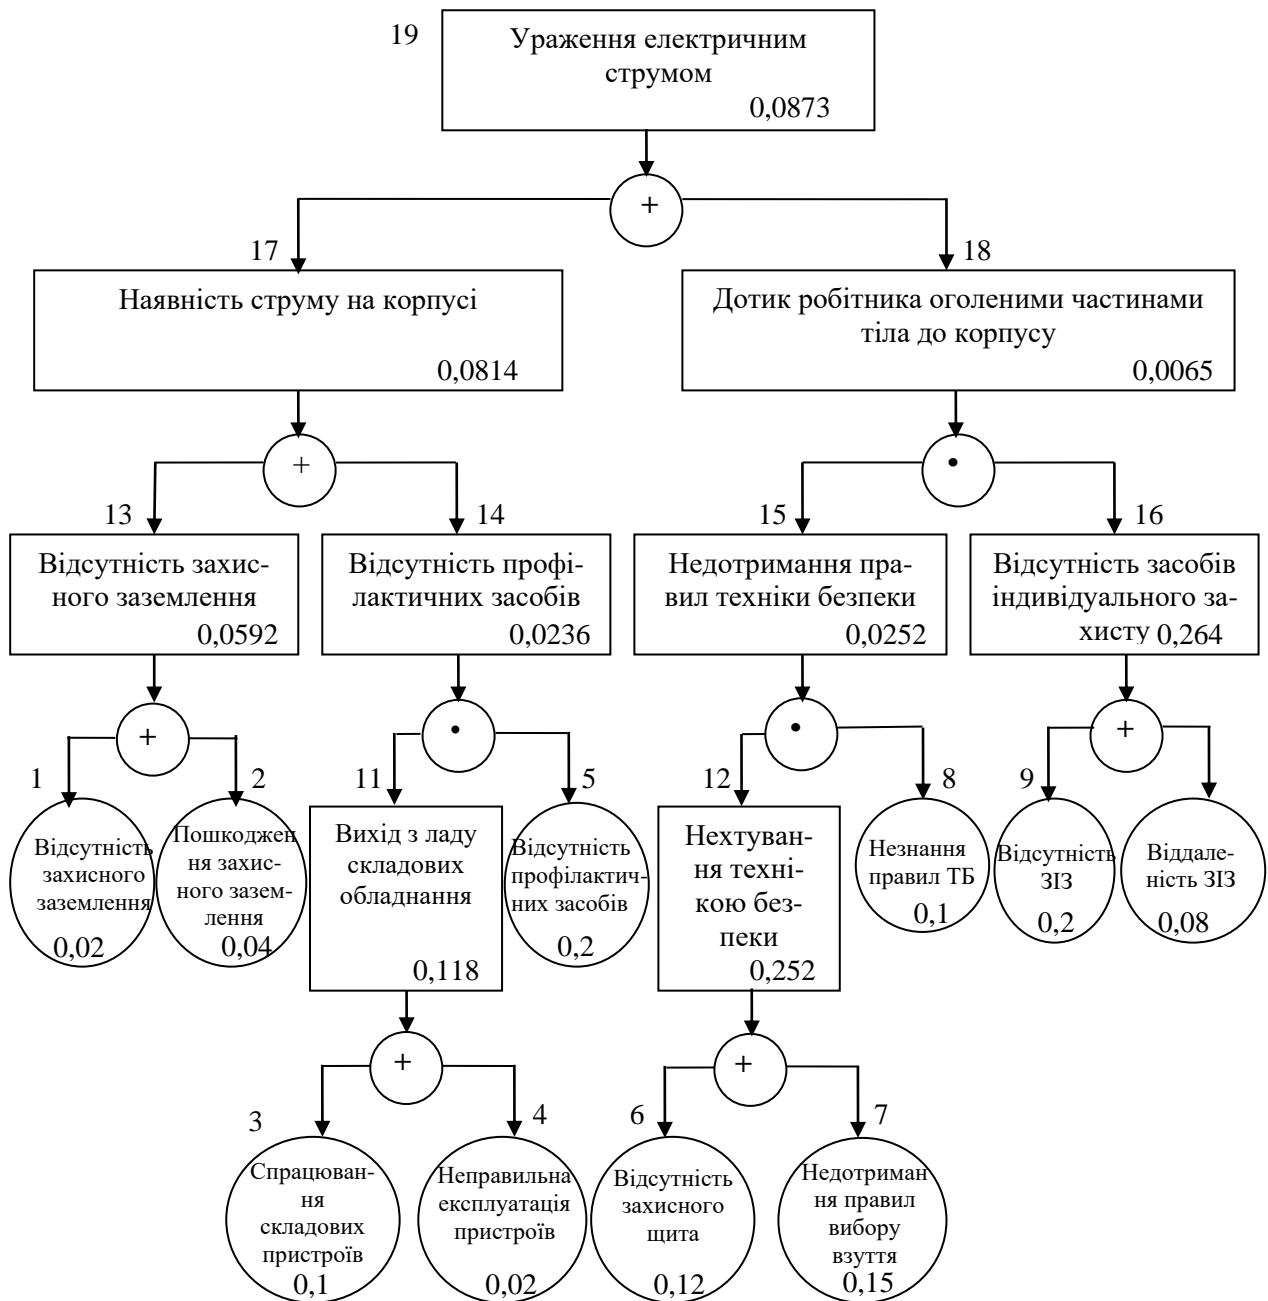 19
Ураження електричним
струмом
0,0873
+
17
18
Наявність струму на корпусі
0,0814
Дотик робітника оголеними частинами
тіла до корпусу
0,0065
+
•
13
14
15
16
Відсутність захис-
ного заземлення
0,0592
Відсутність профі-
лактичних засобів
0,0236
Недотримання пра-
вил техніки безпеки
0,0252
Відсутність засобів
індивідуального за-
хисту 0,264
+
•
•
+
1
2
11
5
12
8
9
Відсутність
захисного
заземлення
0,02
Пошкоджен
ня захис-
ного зазем-
лення
0,04
Вихід з ладу
складових
обладнання
0,118
Відсутність
профілактич-
них засобів
0,2
Нехтуван-
ня техні-
кою без-
пеки
0,252
Незнання
правил ТБ
0,1
Відсутність
ЗІЗ
0,2
Віддале-
ність ЗІЗ
0,08
+
+
3
4
6
7
Спрацюван-
ня
складових
пристроїв
0,1
Неправильна
експлуатація
пристроїв
0,02
Відсутність
захисного
щита
0,12
Недотриман
ня правил
вибору
взуття
0,15